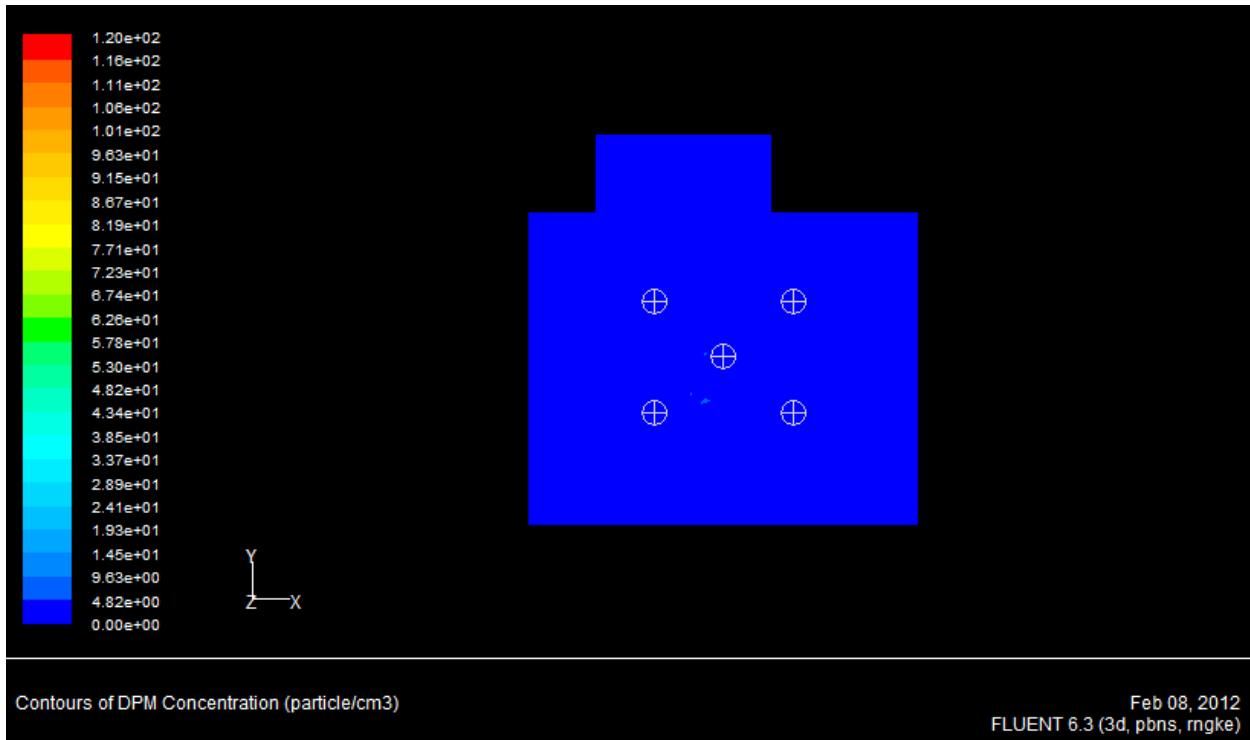 1.20e+02
1.16e+02
1.11e+02
1.06e+02
1.01e+02
9.63e+01
9.15e+01
8.67e+01
8.19e+01
7.71e+01
7.23e+01
6.74e+01
6.26e+01
5.78e+01
5.30e+01
4.82e+01
4.34e+01
3.85e+01
3.37e+01
2.89e+01
2.41e+01
1.93e+01
1.45e+01
9.63e+00
4.82e+00
0.00e+00
Y
Z X
Contours of DPM Concentration (particle/cm3)
Feb 08, 2012
FLUENT 6.3 (3d, pbns, rngke)